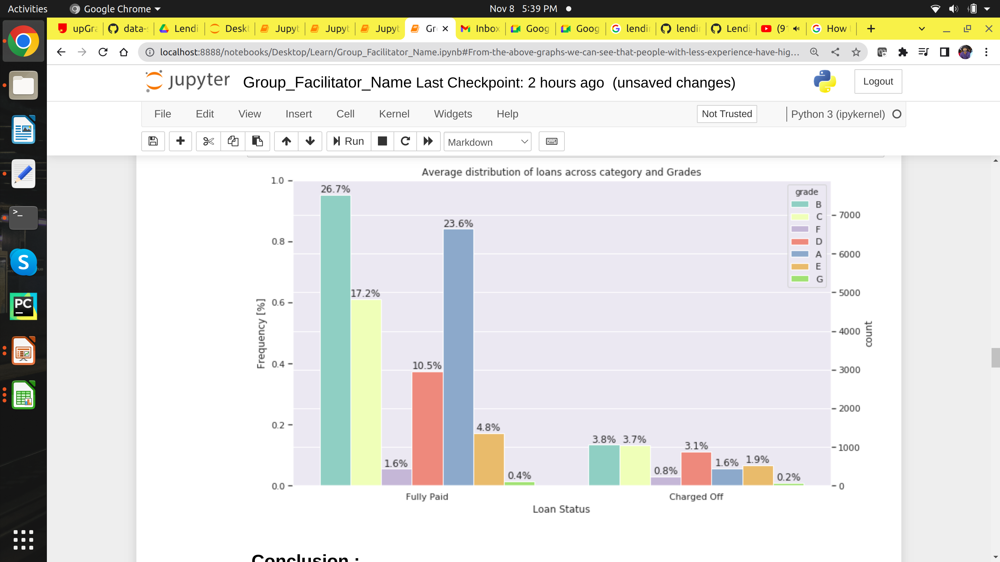 Activities
Google Chrome
Nov 8 5:39 PM
upGra
data-s
Lendi
Deskt
Jupyt
Jupyt
Jupyt
Gr
Inbox
Goog
Goog
lendin
lendin
Lendi
How
localhost:8888/notebooks/Desktop/Learn/Group_Facilitator_Name.ipynb#From-the-above-graphs-we-can-see-that-people-with-less-experience-have-hig...
jupyter
Group_Facilitator_Name Last Checkpoint: 2 hours ago (unsaved changes)
Logout
File Edit View Insert Cell Kernel Widgets Help
Not Trusted
Python 3 (ipykernel)
Run
Markdown
Average distribution of loans across category and Grades
Frequency [%]
1.0
0.8
0.6
0.4
0.2
0.0
26.7%
17.2%
1.6%
10.5%
23.6%
4.8%
0.4%
3.8%
3.7%
0.8%
3.1%
1.6%
1.9%
0.2%
grade
B
C
F
D
A
E
G
7000
6000
5000
4000
3000
2000
1000
0
count
Fully Paid
Charged Off
Loan Status
Conclusion :
S
PC
>_